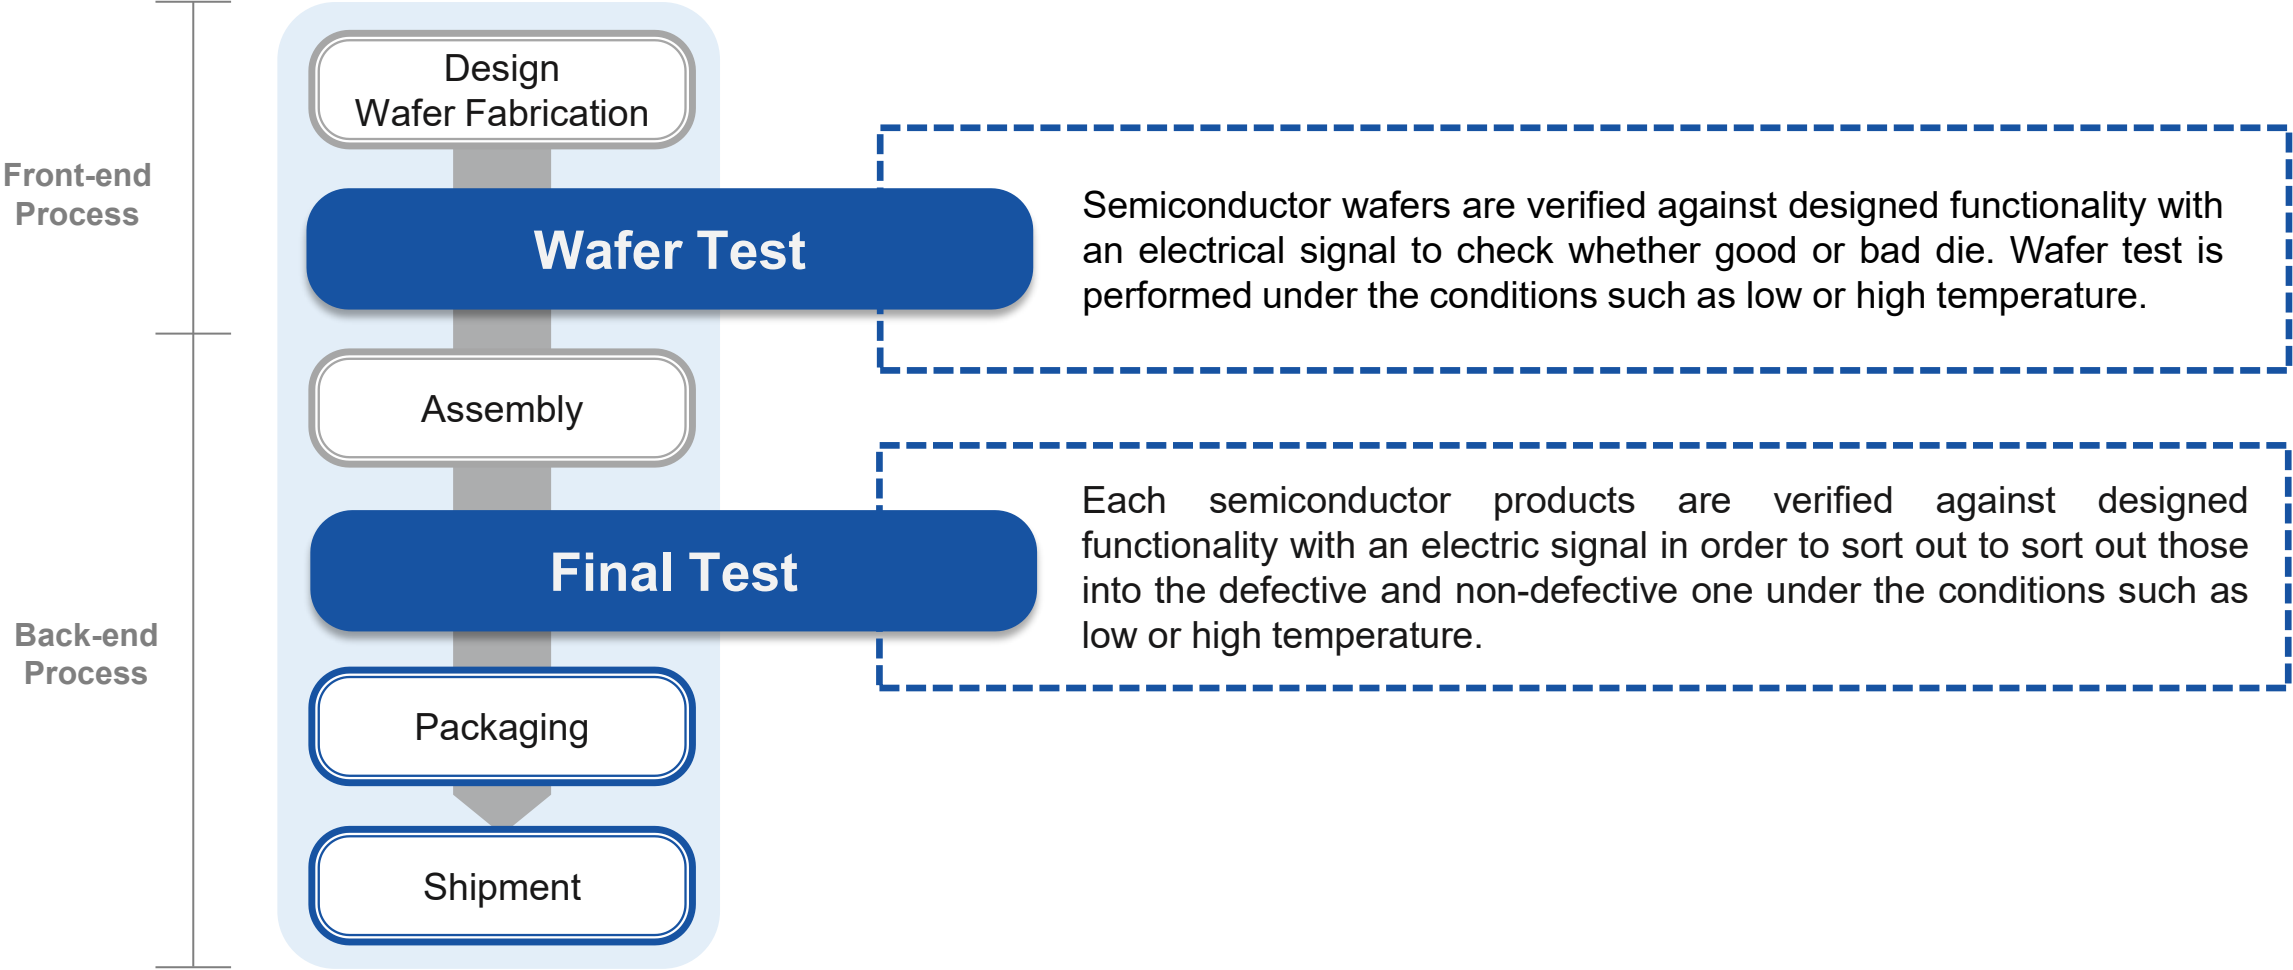 Design
Wafer Fabrication
Front-end
Process
Wafer Test
Semiconductor wafers are verified against designed functionality with
an electrical signal to check whether good or bad die. Wafer test is
performed under the conditions such as low or high temperature.
Assembly
Final Test
Each semiconductor products are verified against designed
functionality with an electric signal in order to sort out to sort out those
into the defective and non-defective one under the conditions such as
low or high temperature.
Back-end
Process
Packaging
Shipment